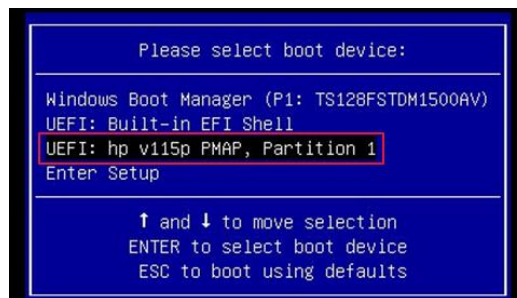 Please select boot device:
Windows Boot Manager (P1: TS128FSTDM1500AV)
UEFI: Built-in EFI Shell
UEFI: hp v115p PMAP, Partition 1
Enter Setup
↑ and ↓ to move selection
ENTER to select boot device
ESC to boot using defaults